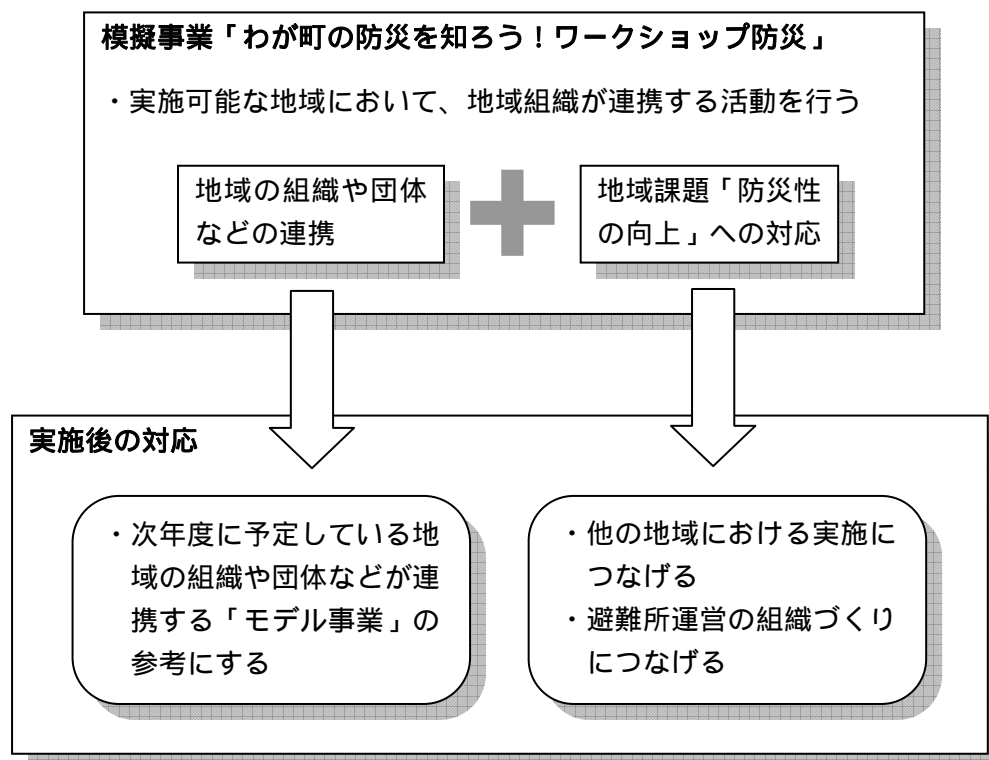 模擬事業「わが町の防災を知ろう！ワークショップ防災」
・実施可能な地域において、地域組織が連携する活動を行う
地域の組織や団体
などの連携
地域課題「防災性
の向上」への対応
実施後の対応
・次年度に予定している地
域の組織や団体などが連
携する「モデル事業」の
参考にする
・他の地域における実施に
つなげる
・避難所運営の組織づくり
につなげる